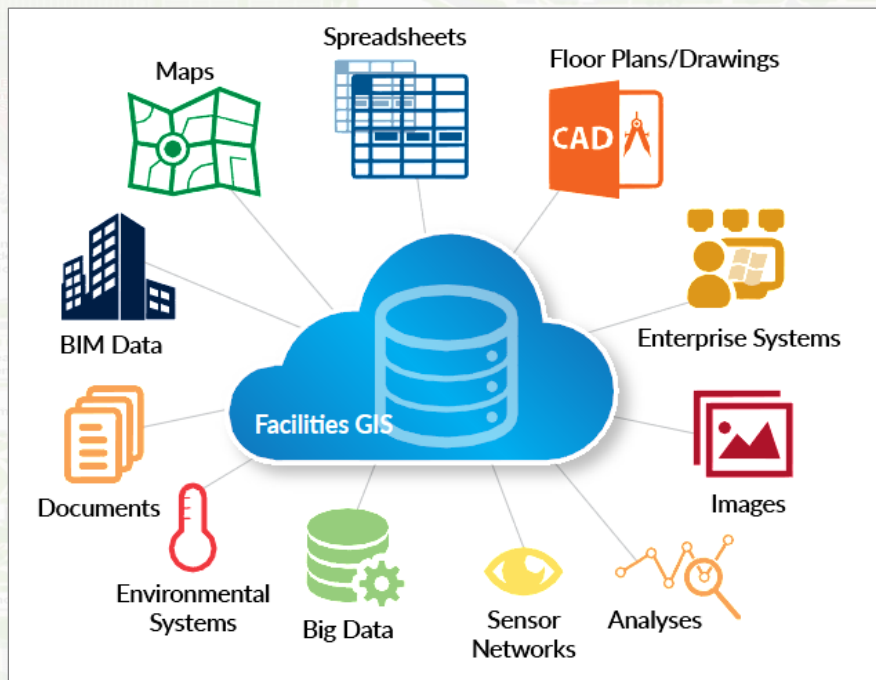 Spreadsheets
Maps
Floor Plans/Drawings
CAD
BIM Data
Enterprise Systems
Facilities GIS
Documents
Images
Environmental
Systems
Big Data
Sensor
Networks
Analyses